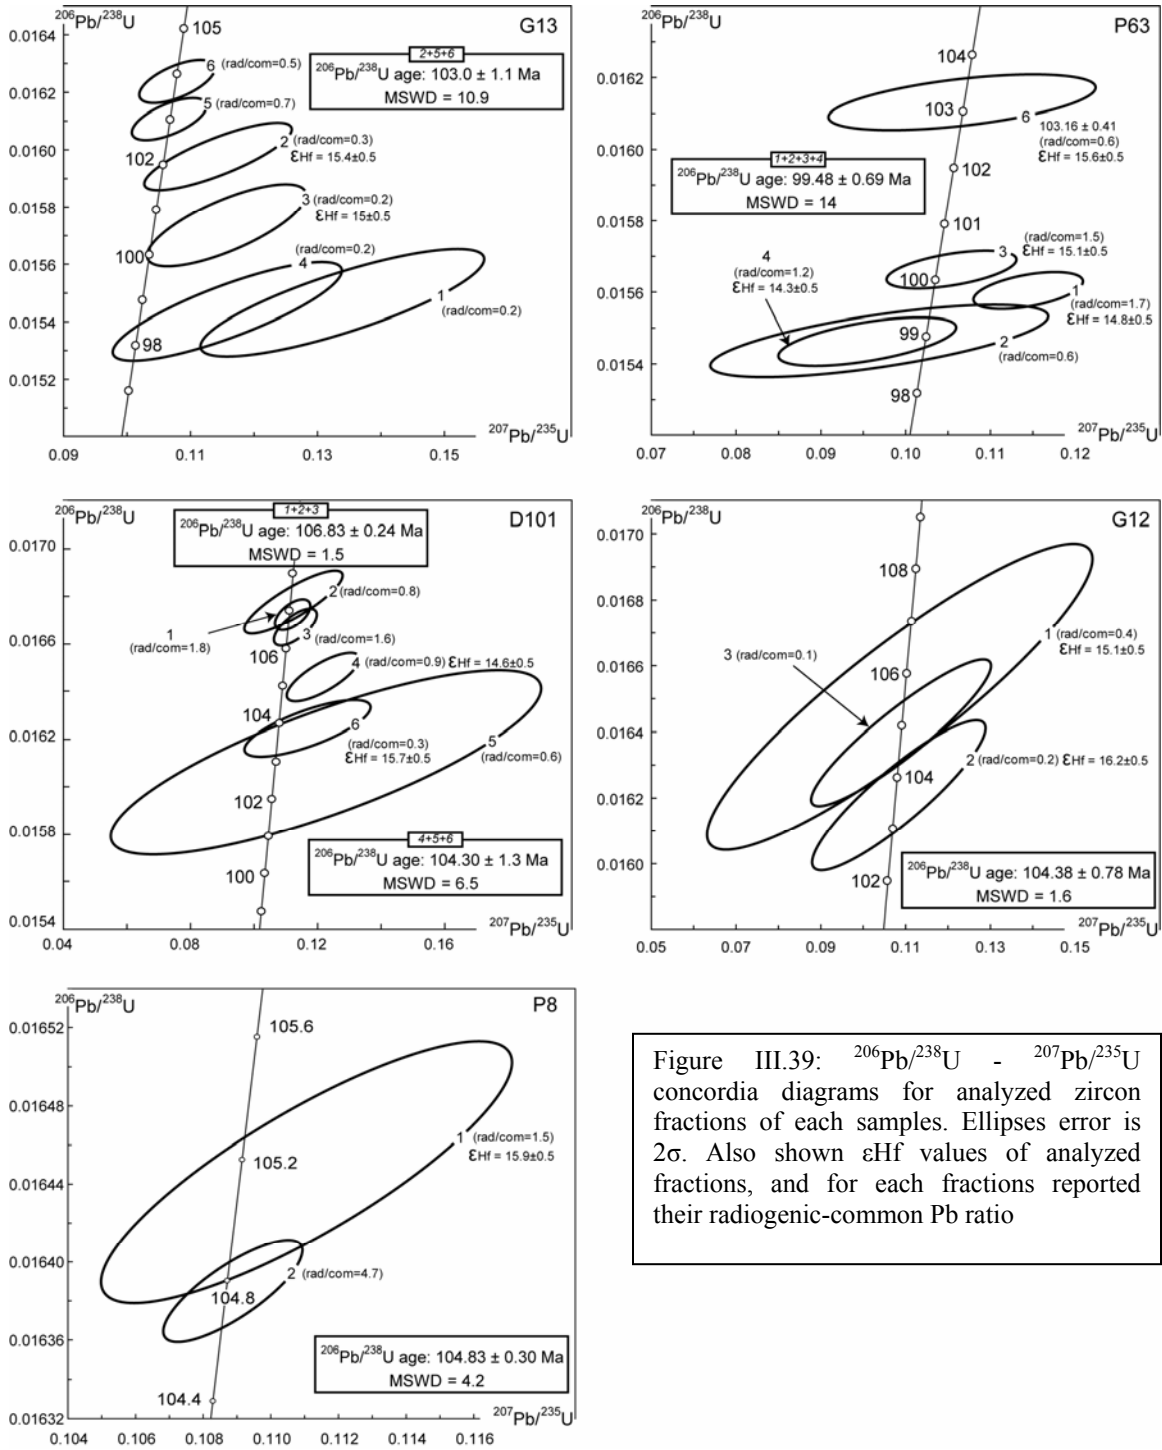 ²⁰⁶Pb/²³⁸U
G13
0.0164
0.0162
0.0160
0.0158
0.0156
0.0154
0.0152
105
102
100
98
2+5+6
²⁰⁶Pb/²³⁸U age: 103.0 ± 1.1 Ma
MSWD = 10.9
6 (rad/com=0.5)
5 (rad/com=0.7)
2 (rad/com=0.3)
εHf = 15.4±0.5
3 (rad/com=0.2)
εHf = 15±0.5
(rad/com=0.2)
4
1
(rad/com=0.2)
²⁰⁷Pb/²³⁵U
0.09 0.11 0.13 0.15
²⁰⁶Pb/²³⁸U
P63
0.0162
0.0160
0.0158
0.0156
0.0154
104
103
102
101
100
99
98
6
103.16 ± 0.41
(rad/com=0.6)
εHf = 15.6±0.5
1+2+3+4
²⁰⁶Pb/²³⁸U age: 99.48 ± 0.69 Ma
MSWD = 14
(rad/com=1.5)
3 εHf = 15.1±0.5
4
(rad/com=1.2)
εHf = 14.3±0.5
1
(rad/com=1.7)
εHf = 14.8±0.5
2
(rad/com=0.6)
²⁰⁷Pb/²³⁵U
0.07 0.08 0.09 0.10 0.11 0.12
²⁰⁶Pb/²³⁸U
D101
0.0170
0.0166
0.0162
0.0158
0.0154
1+2+3
²⁰⁶Pb/²³⁸U age: 106.83 ± 0.24 Ma
MSWD = 1.5
2 (rad/com=0.8)
1
(rad/com=1.8)
3
(rad/com=1.6)
106
4 (rad/com=0.9) εHf = 14.6±0.5
104
6
(rad/com=0.3)
εHf = 15.7±0.5
5
(rad/com=0.6)
102
100
4+5+6
²⁰⁶Pb/²³⁸U age: 104.30 ± 1.3 Ma
MSWD = 6.5
²⁰⁷Pb/²³⁵U
0.04 0.08 0.12 0.16
²⁰⁶Pb/²³⁸U
G12
0.0170
0.0168
0.0166
0.0164
0.0162
0.0160
108
106
104
102
1 (rad/com=0.4)
εHf = 15.1±0.5
3 (rad/com=0.1)
2 (rad/com=0.2) εHf = 16.2±0.5
²⁰⁶Pb/²³⁸U age: 104.38 ± 0.78 Ma
MSWD = 1.6
²⁰⁷Pb/²³⁵U
0.05 0.07 0.09 0.11 0.13 0.15
²⁰⁶Pb/²³⁸U
P8
0.01652
0.01648
0.01644
0.01640
0.01636
0.01632
105.6
105.2
104.8
104.4
1 (rad/com=1.5)
εHf = 15.9±0.5
2 (rad/com=4.7)
²⁰⁶Pb/²³⁸U age: 104.83 ± 0.30 Ma
MSWD = 4.2
²⁰⁷Pb/²³⁵U
0.104 0.106 0.108 0.110 0.112 0.114 0.116
Figure III.39: ²⁰⁶Pb/²³⁸U - ²⁰⁷Pb/²³⁵U
concordia diagrams for analyzed zircon
fractions of each samples. Ellipses error is
2σ. Also shown εHf values of analyzed
fractions, and for each fractions reported
their radiogenic-common Pb ratio